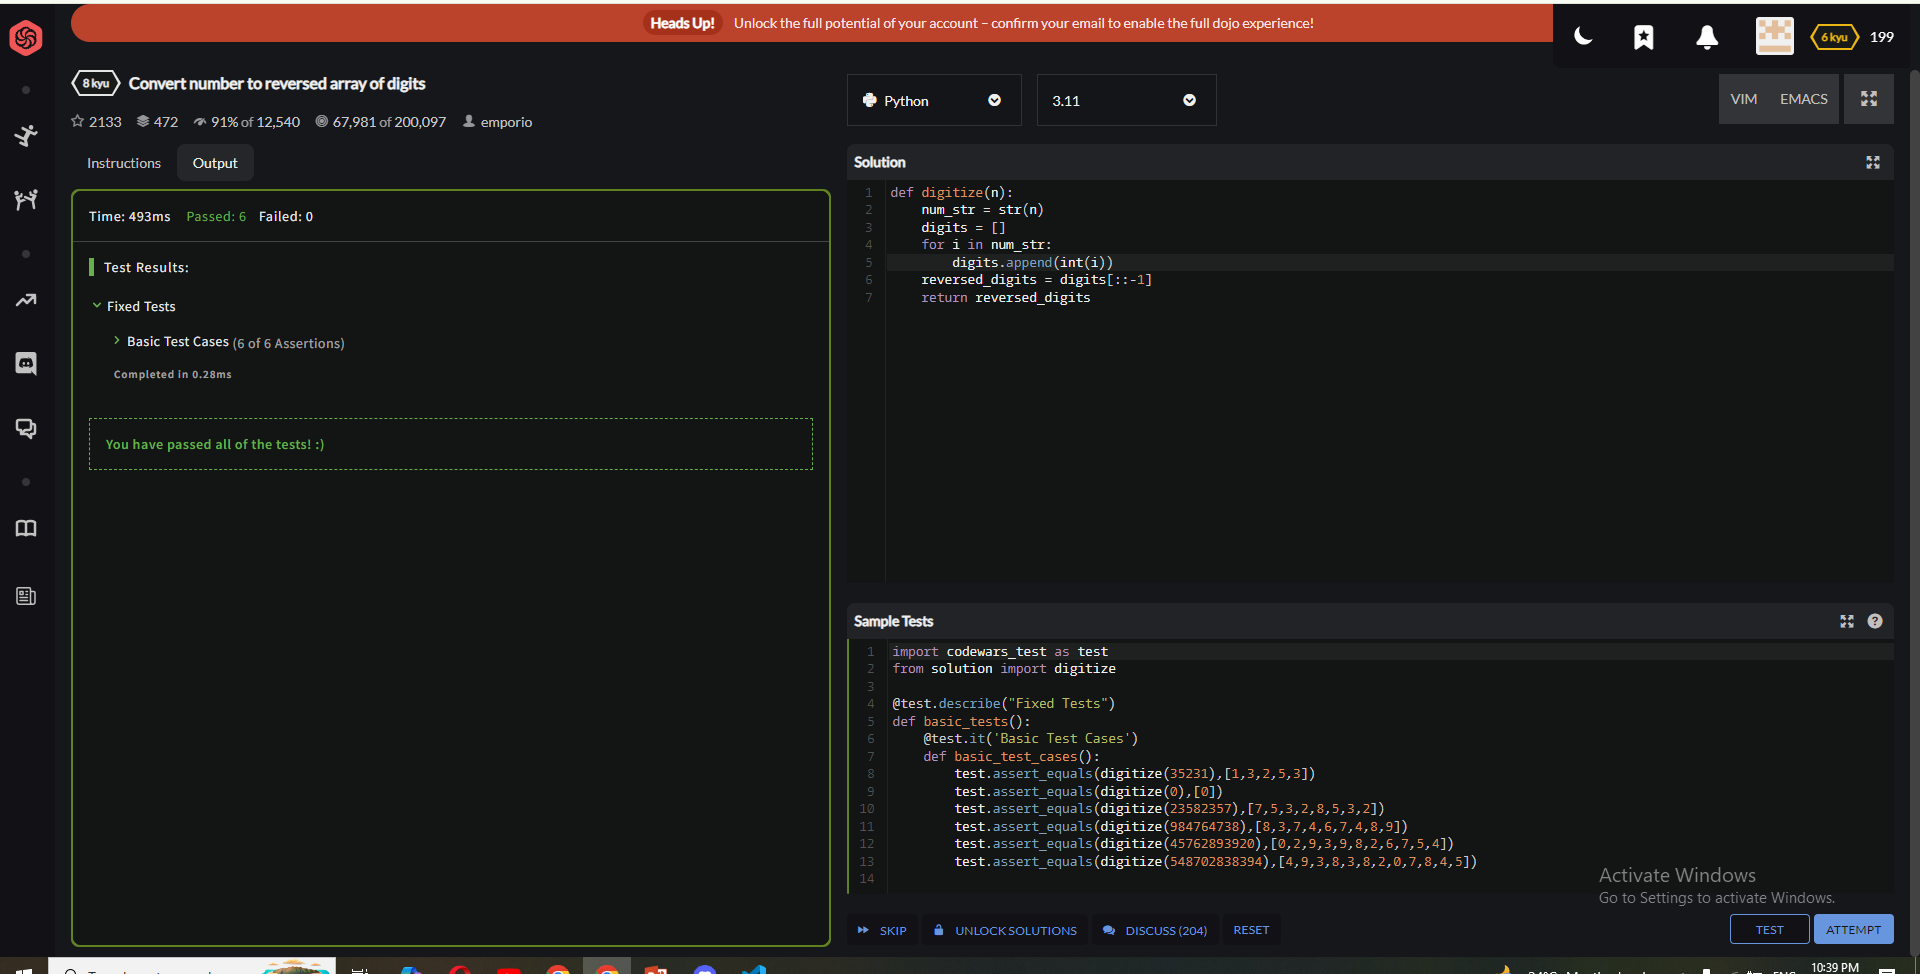 Heads Up! Unlock the full potential of your account – confirm your email to enable the full dojo experience!
6 kyu 199
8 kyu Convert number to reversed array of digits
2133 472 91% of 12,540 67,981 of 200,097 emporio
Instructions Output
Time: 493ms Passed: 6 Failed: 0
Test Results:
Fixed Tests
Basic Test Cases (6 of 6 Assertions)
Completed in 0.28ms
You have passed all of the tests! :)
Python 3.11 VIM EMACS
Solution
1 def digitize(n):
2     num_str = str(n)
3     digits = []
4     for i in num_str:
5         digits.append(int(i))
6     reversed_digits = digits[::-1]
7     return reversed_digits
Sample Tests
1 import codewars_test as test
2 from solution import digitize
3
4 @test.describe("Fixed Tests")
5 def basic_tests():
6     @test.it('Basic Test Cases')
7     def basic_test_cases():
8         test.assert_equals(digitize(35231),[1,3,2,5,3])
9         test.assert_equals(digitize(0),[0])
10         test.assert_equals(digitize(23582357),[7,5,3,2,8,5,3,2])
11         test.assert_equals(digitize(984764738),[8,3,7,4,6,7,4,8,9])
12         test.assert_equals(digitize(45762893920),[0,2,9,3,9,8,2,6,7,5,4])
13         test.assert_equals(digitize(548702838394),[4,9,3,8,3,8,2,0,7,8,4,5])
14
Activate Windows
Go to Settings to activate Windows.
SKIP UNLOCK SOLUTIONS DISCUSS (204) RESET TEST ATTEMPT
10:39 PM